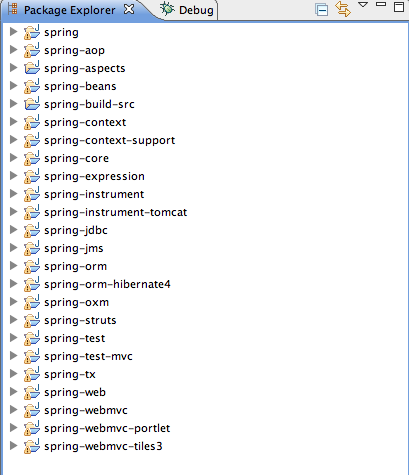 Package Explorer Debug
spring
spring-aop
spring-aspects
spring-beans
spring-build-src
spring-context
spring-context-support
spring-core
spring-expression
spring-instrument
spring-instrument-tomcat
spring-jdbc
spring-jms
spring-orm
spring-orm-hibernate4
spring-oxm
spring-struts
spring-test
spring-test-mvc
spring-tx
spring-web
spring-webmvc
spring-webmvc-portlet
spring-webmvc-tiles3